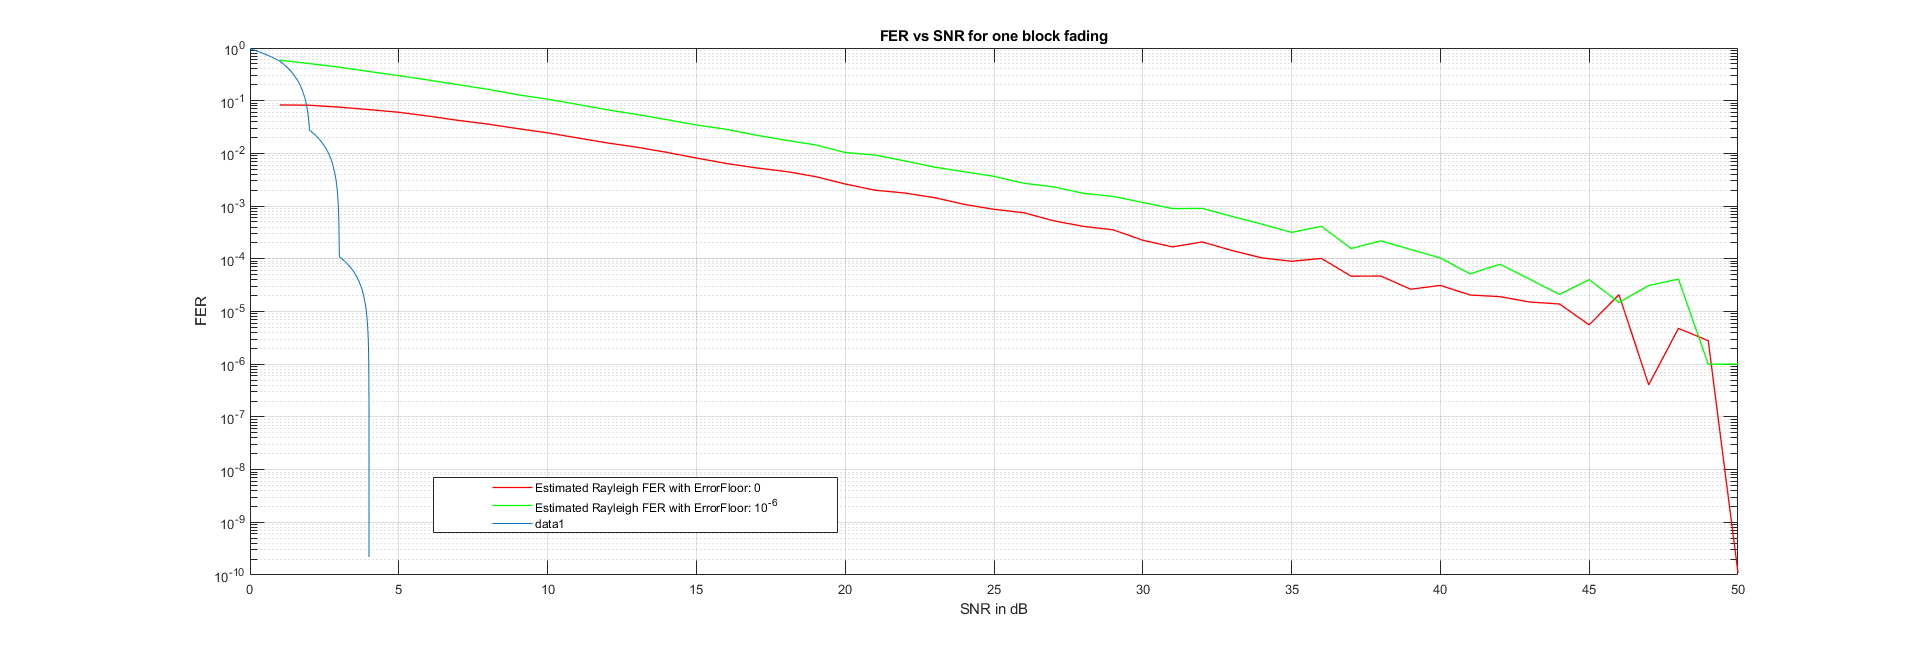 FER vs SNR for one block fading
FER
10^0
10^-1
10^-2
10^-3
10^-4
10^-5
10^-6
10^-7
10^-8
10^-9
10^-10
Estimated Rayleigh FER with ErrorFloor: 0
Estimated Rayleigh FER with ErrorFloor: 10^-6
data1
0 5 10 15 20 25 30 35 40 45 50
SNR in dB